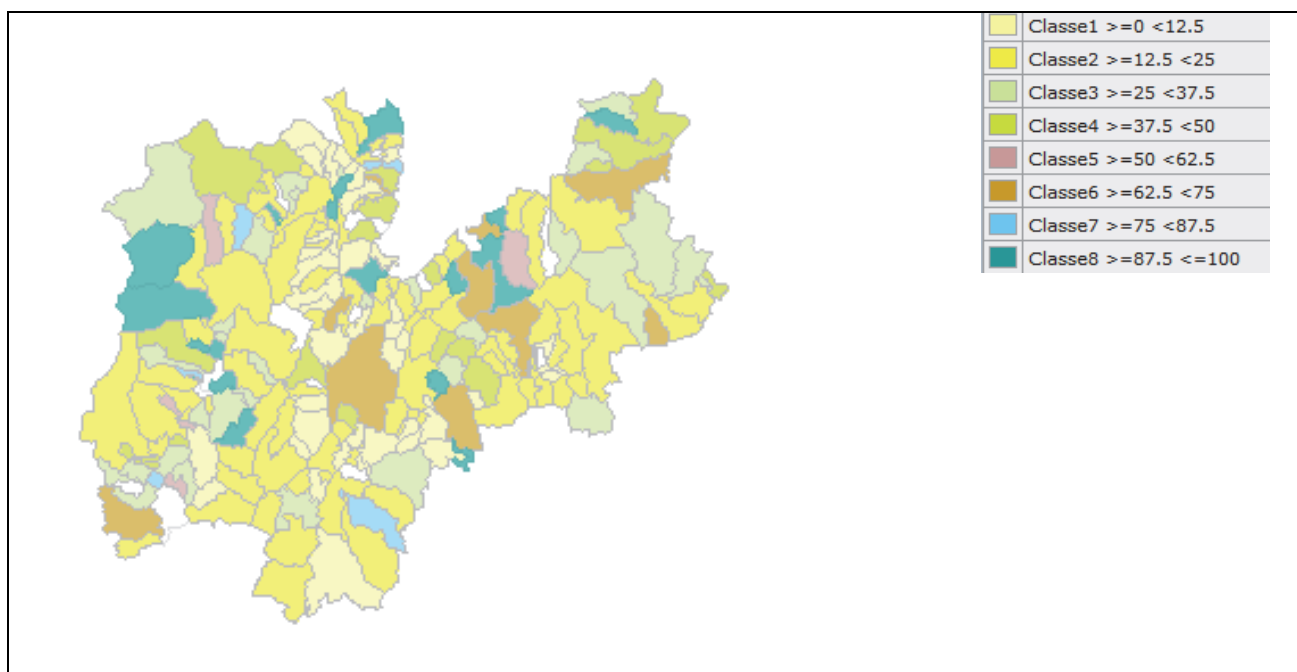 Classe1 >=0 <12.5
Classe2 >=12.5 <25
Classe3 >=25 <37.5
Classe4 >=37.5 <50
Classe5 >=50 <62.5
Classe6 >=62.5 <75
Classe7 >=75 <87.5
Classe8 >=87.5 <=100